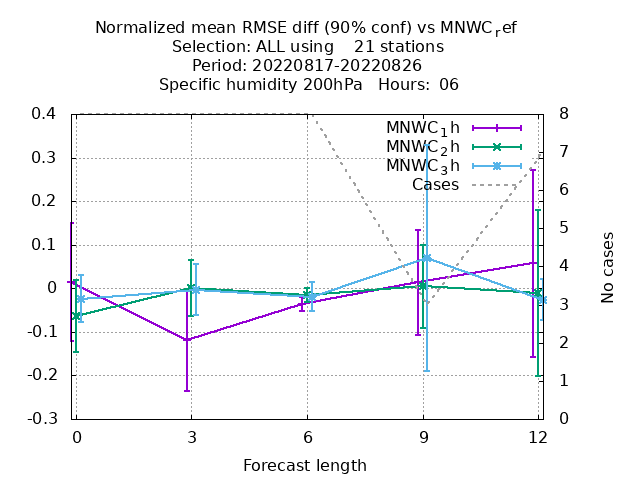 Normalized mean RMSE diff (90% conf) vs MNWC_ref
Selection: ALL using    21 stations
Period: 20220817-20220826
Specific humidity 200hPa   Hours:  06
0.4
0.3
0.2
0.1
0
-0.1
-0.2
-0.3
8
7
6
5
4
3
2
1
0
MNWC_1h
MNWC_2h
MNWC_3h
Cases
No cases
0 3 6 9 12
Forecast length